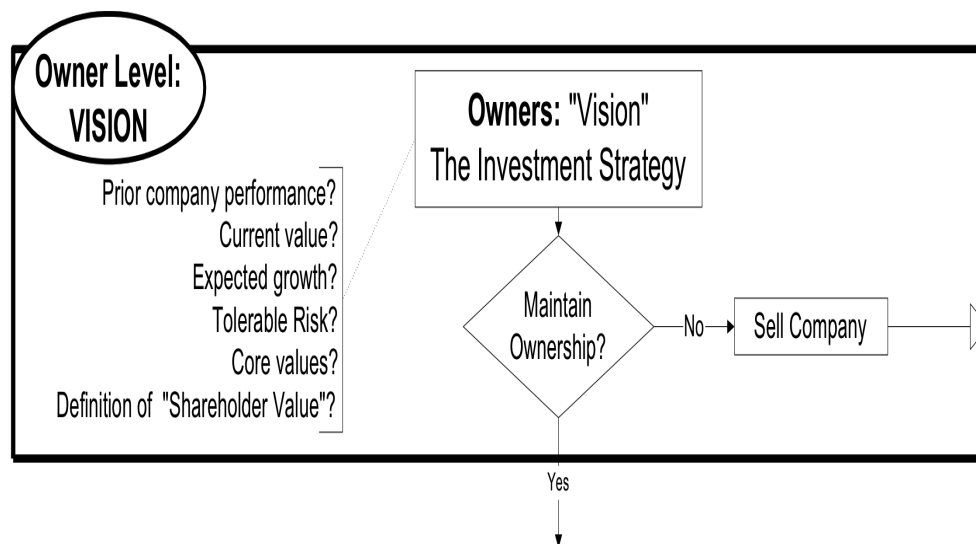 Owner Level:
VISION
Owners: "Vision"
The Investment Strategy
Prior company performance?
Current value?
Expected growth?
Tolerable Risk?
Core values?
Definition of "Shareholder Value"?
Maintain
Ownership?
No
Sell Company
Yes